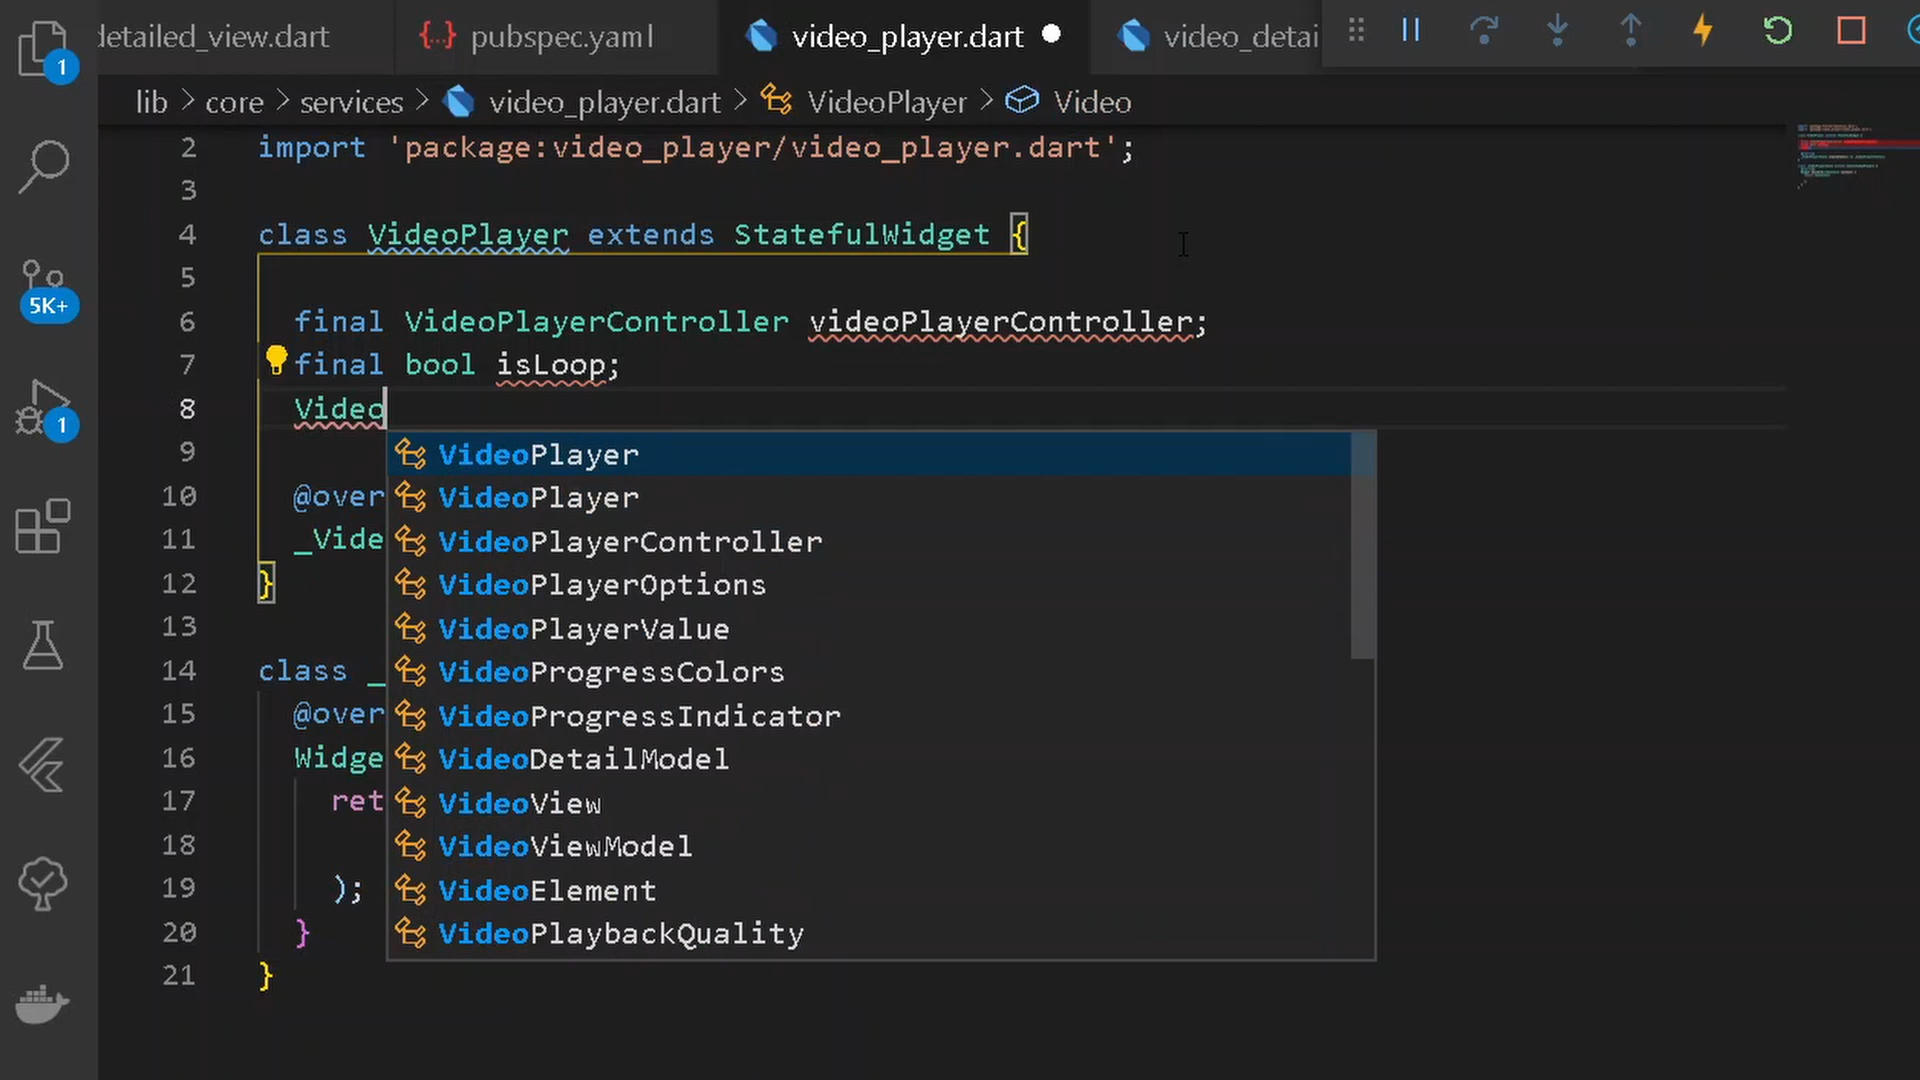 detailed_view.dart
pubspec.yaml
video_player.dart
video_detai
1
lib > core > services > video_player.dart > VideoPlayer > Video
2 import 'package:video_player/video_player.dart';
3
4 class VideoPlayer extends StatefulWidget {
5
5K+
6 final VideoPlayerController videoPlayerController;
7 final bool isLoop;
8 Video
1
9
10 @over
11 _Vide
12 }
13
14 class _
15 @over
16 Widge
17 ret
18
19 );
20 }
21 }
VideoPlayer
VideoPlayer
VideoPlayerController
VideoPlayerOptions
VideoPlayerValue
VideoProgressColors
VideoProgressIndicator
VideoDetailModel
VideoView
VideoViewModel
VideoElement
VideoPlaybackQuality